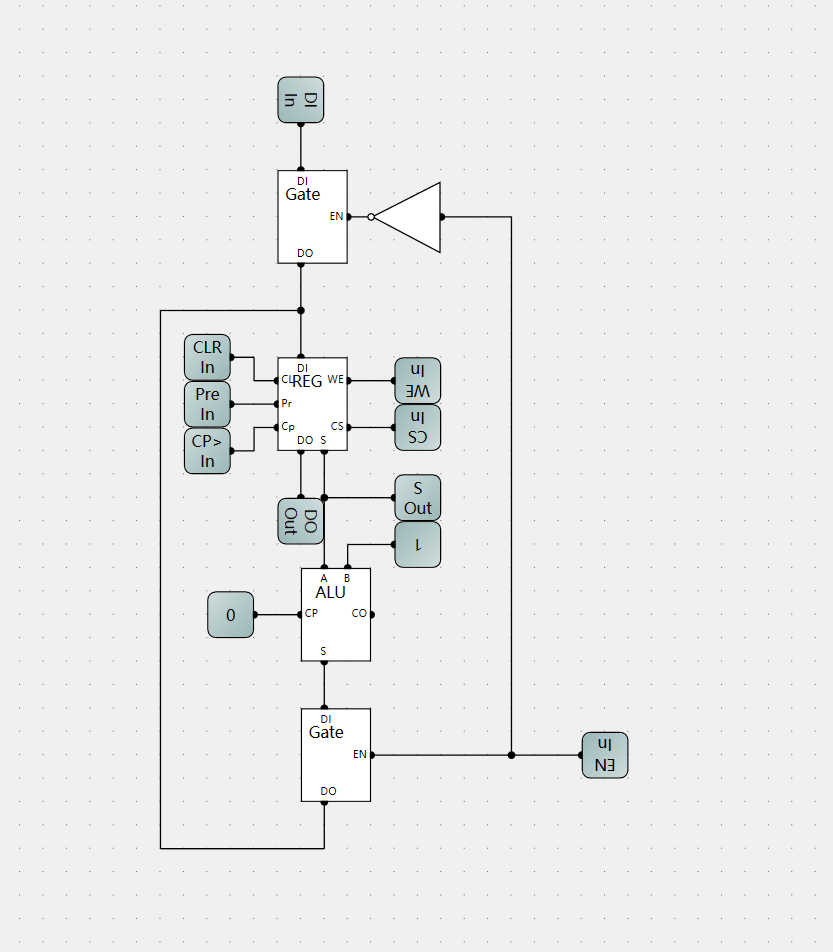 DI
In
DI
Gate
EN
DO
CLR
In
Pre
In
CP>
In
DI
CL
REG
WE
Pr
Cp
CS
DO
S
In
WE
In
CS
DO
Out
S
Out
1
A
B
ALU
0
CP
CO
S
DI
Gate
EN
DO
In
EN